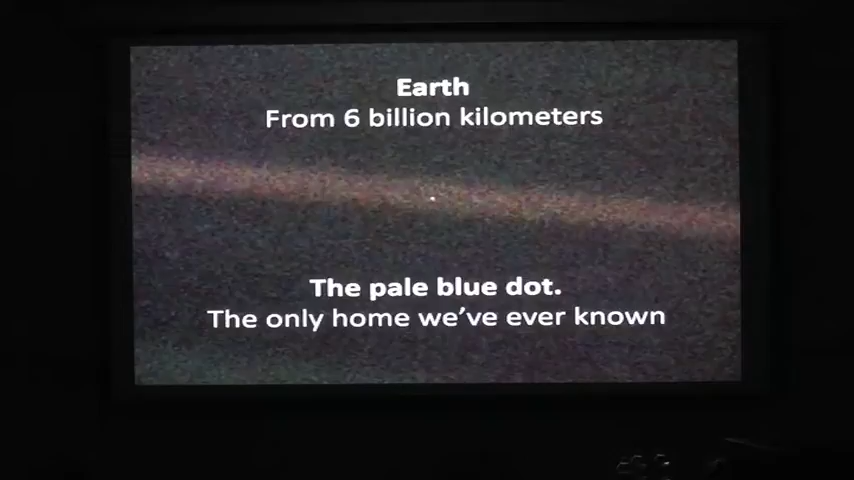 Earth
From 6 billion kilometers
The pale blue dot.
The only home we've ever known